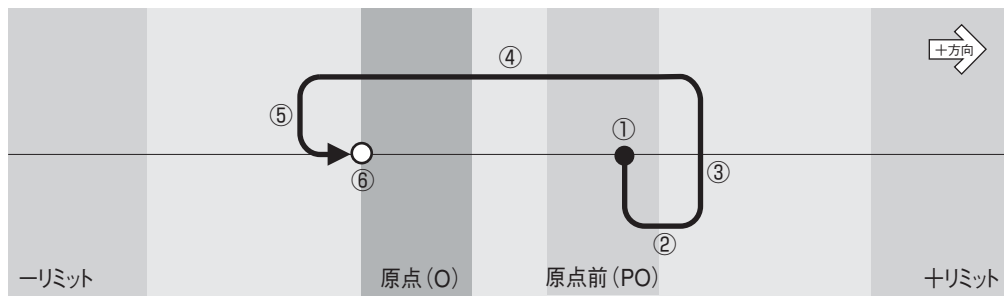 ＋方向
④
⑤
①
③
⑥
②
－リミット
原点（O）
原点前（PO）
＋リミット